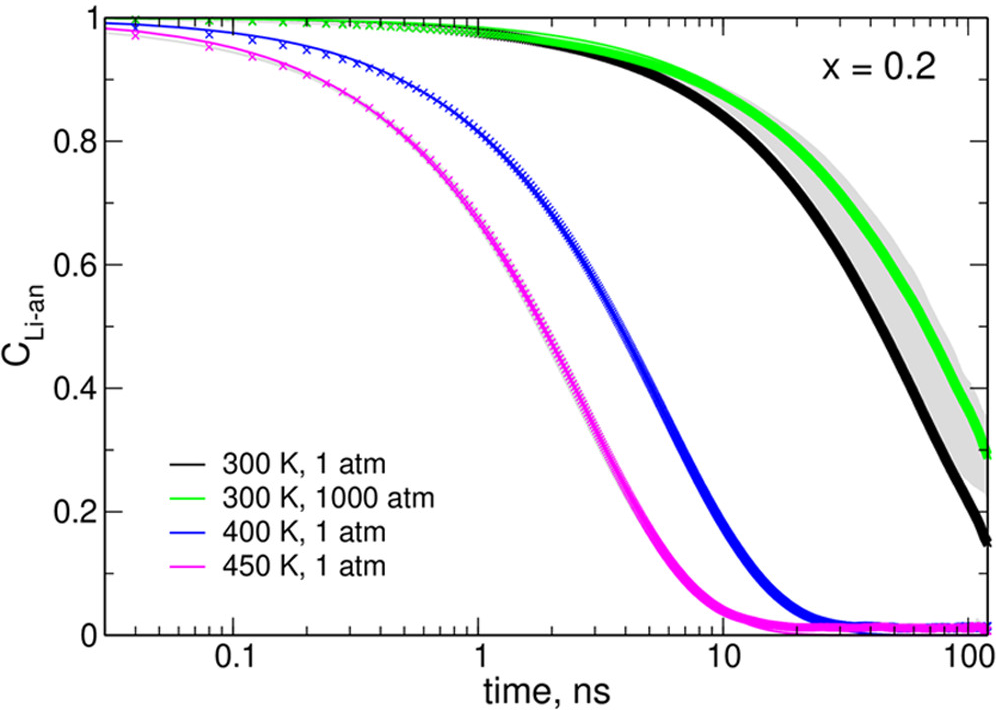 1
x = 0.2
0.8
0.6
C Li-an
0.4
300 K, 1 atm
300 K, 1000 atm
0.2
400 K, 1 atm
450 K, 1 atm
0
0.1 1 10 100
time, ns